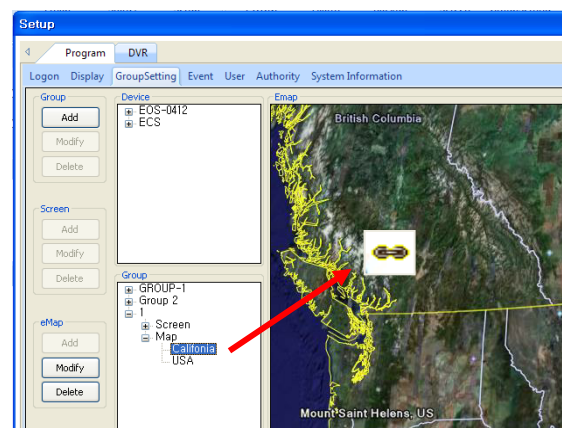 Setup
Program DVR
Logon Display GroupSetting Event User Authority System Information
Group
Add
Modify
Delete
Screen
Add
Modify
Delete
eMap
Add
Modify
Delete
Device
EOS-0412
ECS
Group
GROUP-1
Group 2
1
Screen
Map
Califonia
USA
Emap
British Columbia
Mount Saint Helens, US